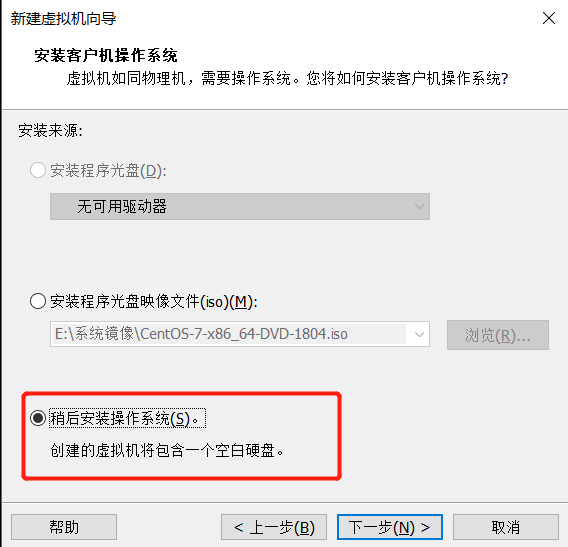 新建虚拟机向导
安装客户机操作系统
虚拟机如同物理机，需要操作系统。您将如何安装客户机操作系统?
安装来源:
安装程序光盘(D):
无可用驱动器
安装程序光盘映像文件(iso)(M):
E:\系统镜像\CentOS-7-x86_64-DVD-1804.iso
浏览(R)...
稍后安装操作系统(S)。
创建的虚拟机将包含一个空白硬盘。
帮助
< 上一步(B)
下一步(N) >
取消